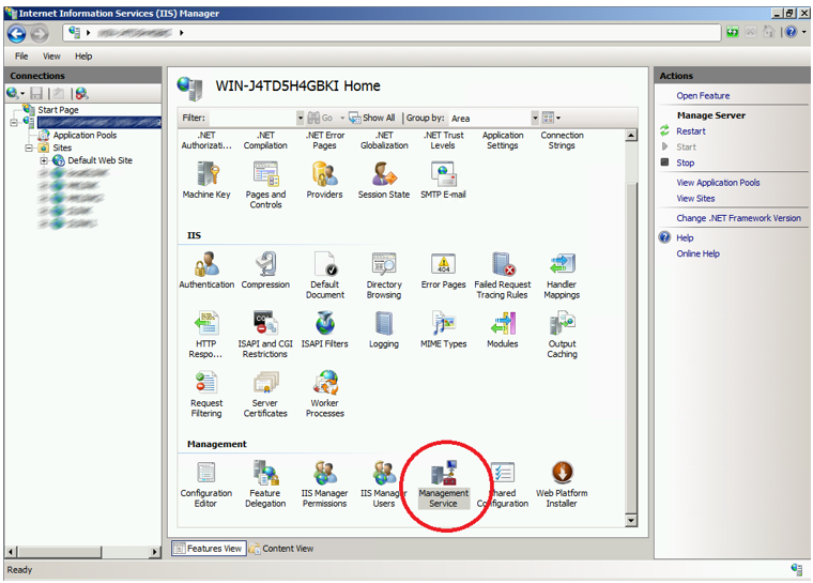 Internet Information Services (IIS) Manager
File View Help
Connections
Start Page
Application Pools
Sites
Default Web Site
WIN-J4TD5H4GBKI Home
Filter: Go Show All Group by: Area
.NET Authorizati...
.NET Compilation
.NET Error Pages
.NET Globalization
.NET Trust Levels
Application Settings
Connection Strings
Machine Key
Pages and Controls
Providers
Session State
SMTP E-mail
IIS
Authentication
Compression
Default Document
Directory Browsing
404
Error Pages
Failed Request Tracing Rules
Handler Mappings
HTTP Respo...
ISAPI and CGI Restrictions
ISAPI Filters
Logging
MIME Types
Modules
Output Caching
Request Filtering
Server Certificates
Worker Processes
Management
Configuration Editor
Feature Delegation
IIS Manager Permissions
IIS Manager Users
Management Service
Shared Configuration
Web Platform Installer
Features View
Content View
Actions
Open Feature
Manage Server
Restart
Start
Stop
View Application Pools
View Sites
Change .NET Framework Version
Help
Online Help
Ready